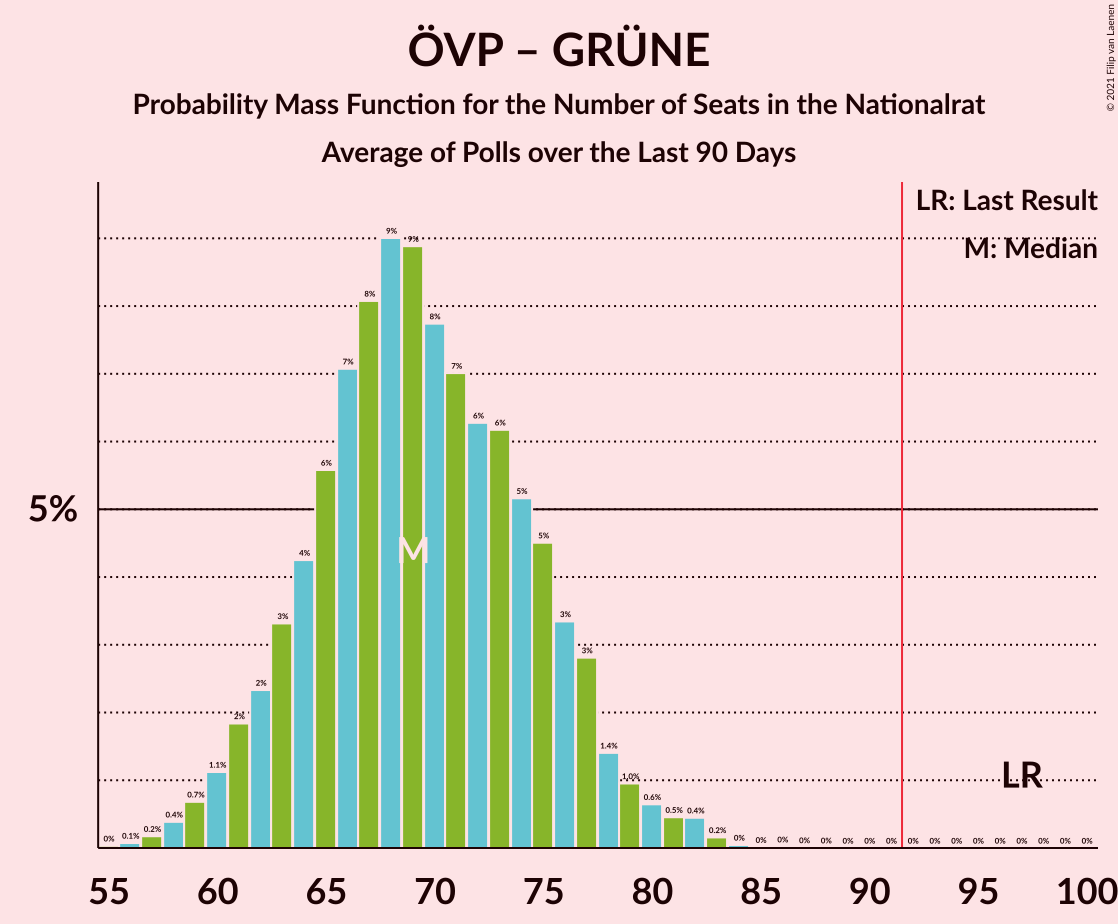 ÖVP – GRÜNE
Probability Mass Function for the Number of Seats in the Nationalrat
Average of Polls over the Last 90 Days
© 2021 Filip van Laenen
LR: Last Result
M: Median
5%
0% 0.1% 0.2% 0.4% 0.7% 1.1% 2% 2% 3% 4% 6% 7% 8% 9% 9% 8% 7% 6% 6% 5% 5% 3% 3% 1.4% 1.0% 0.6% 0.5% 0.4% 0.2% 0% 0% 0% 0% 0% 0% 0% 0% 0% 0% 0% 0% 0% 0% 0% 0% 0%
M
LR
55 60 65 70 75 80 85 90 95 100